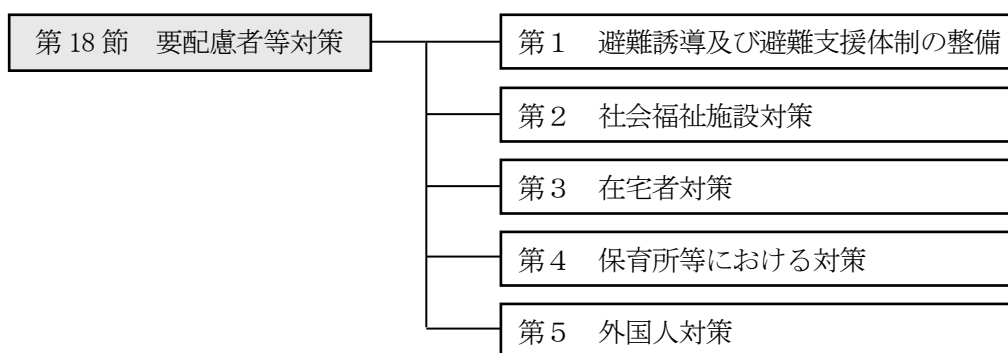 第18節　要配慮者等対策
第１　避難誘導及び避難支援体制の整備
第２　社会福祉施設対策
第３　在宅者対策
第４　保育所等における対策
第５　外国人対策